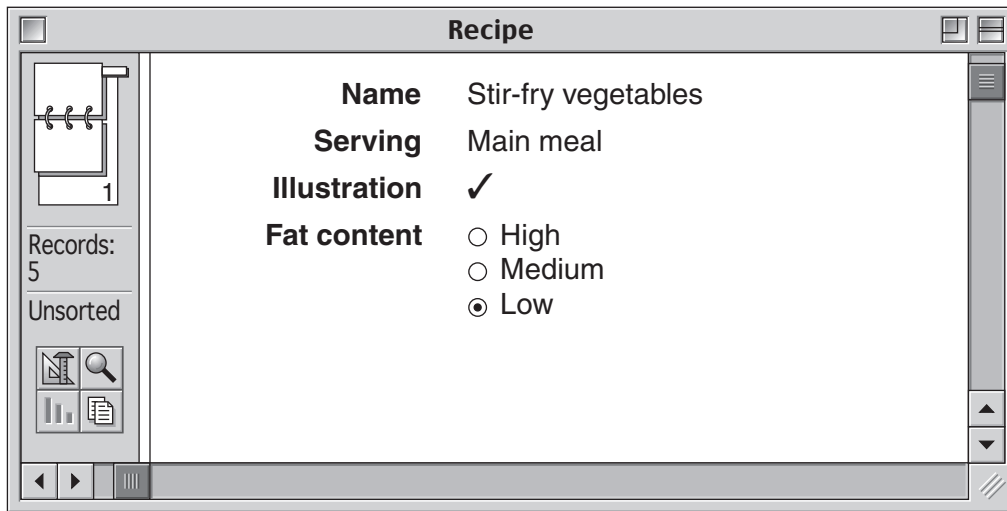 Recipe
1
Records:
5
Unsorted
Name Stir-fry vegetables
Serving Main meal
Illustration ✓
Fat content High
Medium
Low